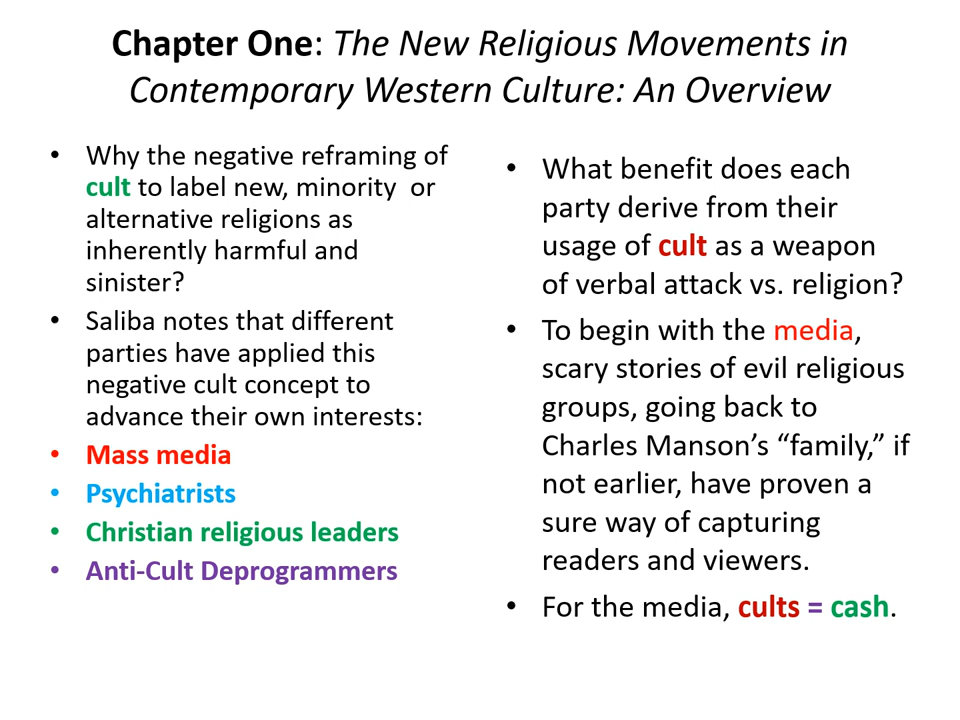 Chapter One: The New Religious Movements in
Contemporary Western Culture: An Overview
• Why the negative reframing of
cult to label new, minority or
alternative religions as
inherently harmful and
sinister?
• Saliba notes that different
parties have applied this
negative cult concept to
advance their own interests:
• Mass media
• Psychiatrists
• Christian religious leaders
• Anti-Cult Deprogrammers
• What benefit does each
party derive from their
usage of cult as a weapon
of verbal attack vs. religion?
• To begin with the media,
scary stories of evil religious
groups, going back to
Charles Manson’s “family,” if
not earlier, have proven a
sure way of capturing
readers and viewers.
• For the media, cults = cash.